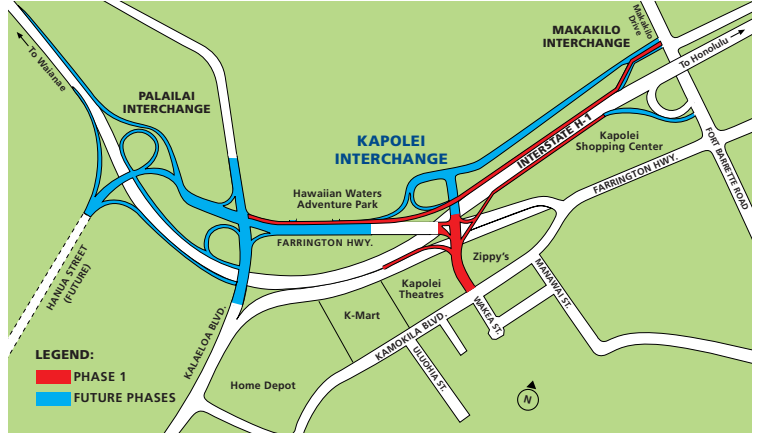 MAKAKILO
INTERCHANGE
Makakilo
Drive
To Honolulu
To Waianae
PALAILAI
INTERCHANGE
KAPOLEI
INTERCHANGE
INTERSTATE H-1
Kapolei
Shopping Center
FORT BARRETTE ROAD
FARRINGTON HWY.
Hawaiian Waters
Adventure Park
FARRINGTON HWY.
Zippy's
HANUA STREET
(FUTURE)
Kapolei
Theatres
MANAWAI ST.
WAKEA ST.
KALAELOA BLVD.
K-Mart
KAMOKILA BLVD.
ULUOHIA ST.
Home Depot
LEGEND:
PHASE 1
FUTURE PHASES
N